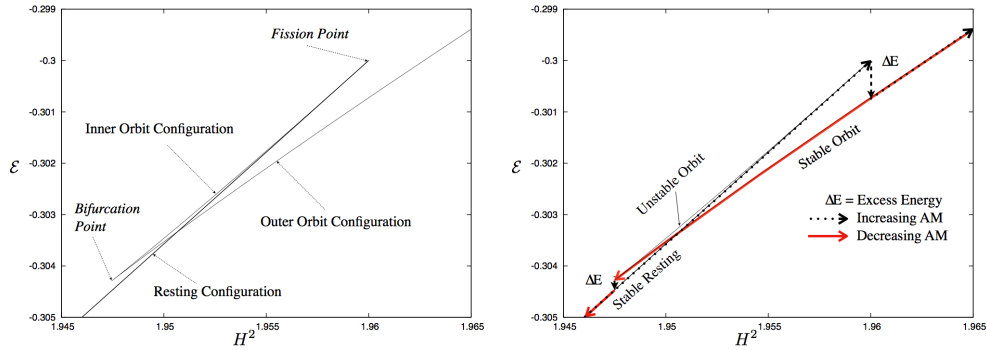 -0.299
-0.3
-0.301
-0.302
-0.303
-0.304
-0.305
1.945
1.95
1.955
1.96
1.965
ℰ
H²
Fission Point
Inner Orbit Configuration
Bifurcation
Point
Outer Orbit Configuration
Resting Configuration
-0.299
-0.3
-0.301
-0.302
-0.303
-0.304
-0.305
1.945
1.95
1.955
1.96
1.965
ℰ
H²
ΔE
Unstable Orbit
Stable Orbit
ΔE = Excess Energy
Increasing AM
Decreasing AM
ΔE
Stable Resting